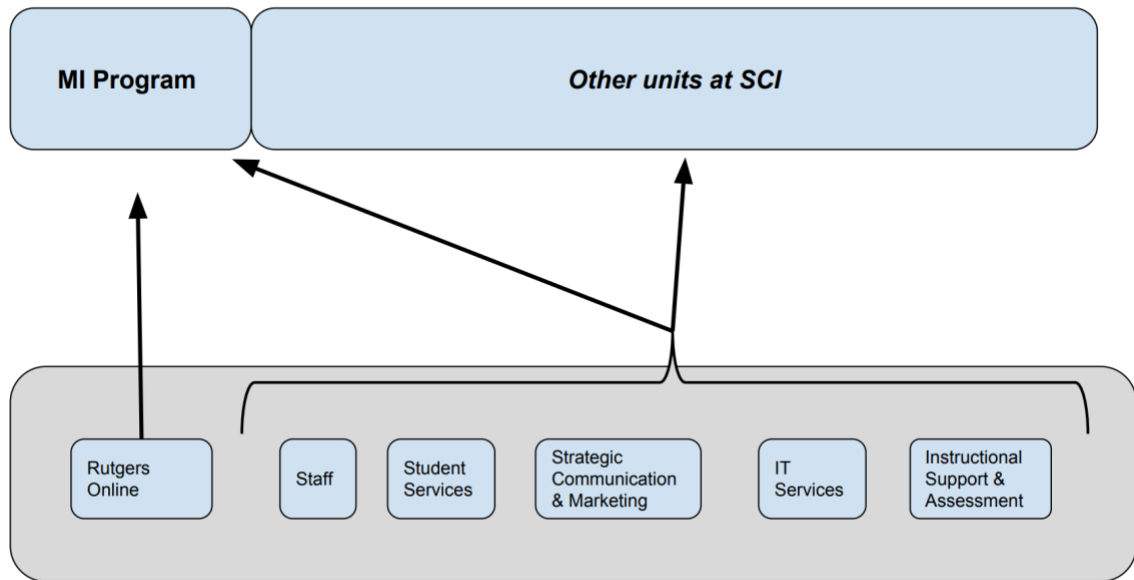 MI Program
Other units at SCI
Rutgers
Online
Staff
Student
Services
Strategic
Communication
& Marketing
IT
Services
Instructional
Support &
Assessment